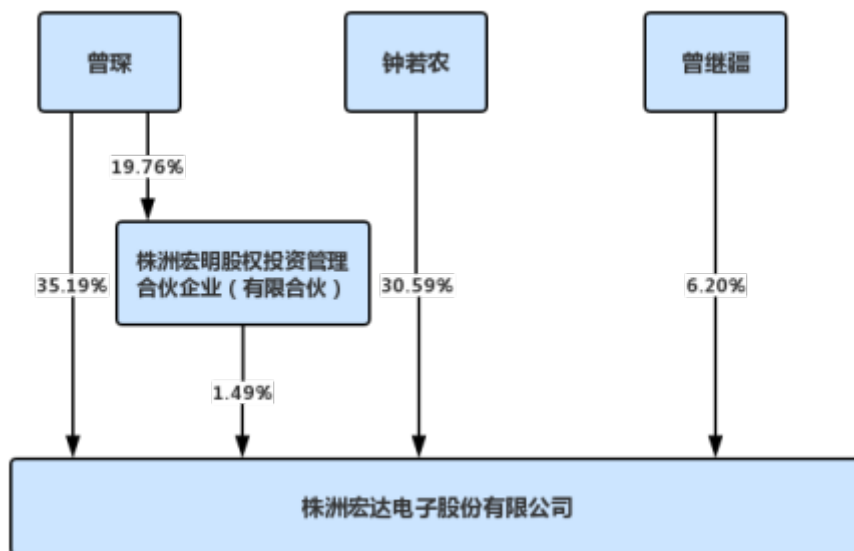 曾琛
钟若农
曾继疆
19.76%
株洲宏明股权投资管理
合伙企业（有限合伙）
35.19%
30.59%
6.20%
1.49%
株洲宏达电子股份有限公司